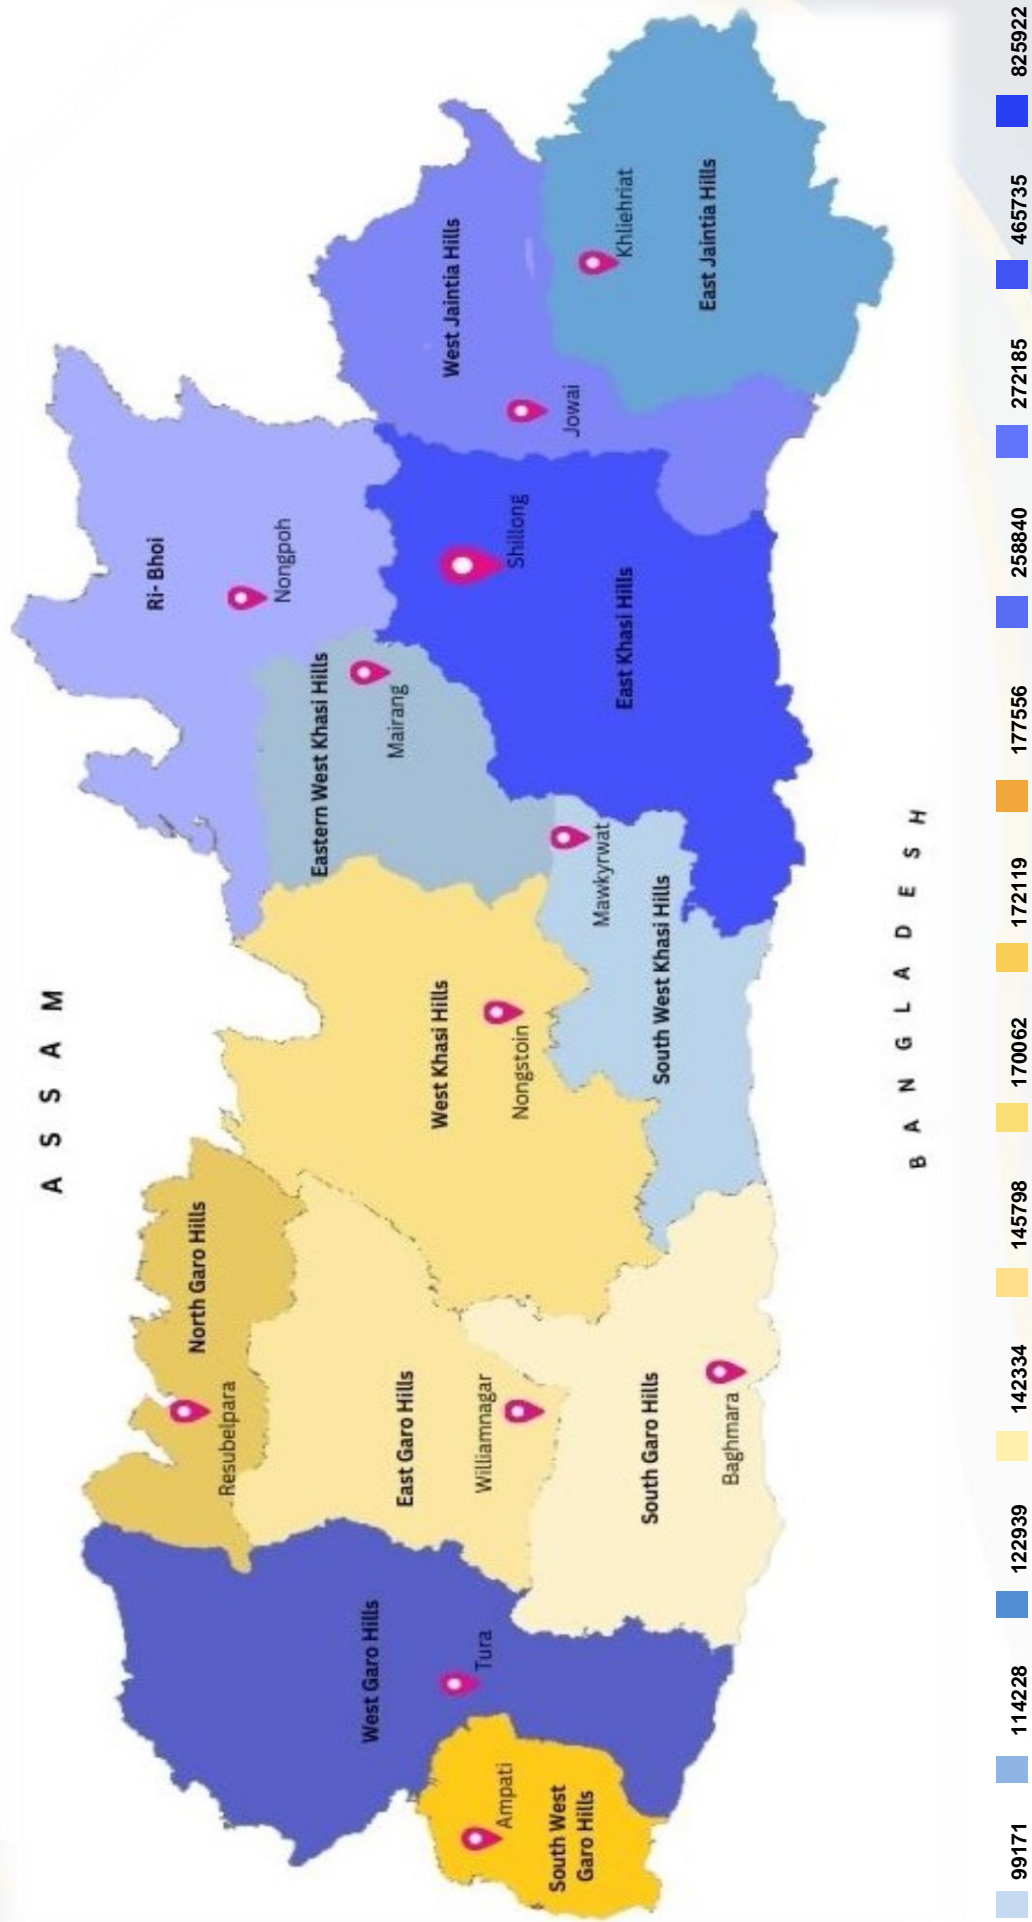 A S S A M
Ri- Bhoi
Nongpoh
North Garo Hills
Resubelpara
Eastern West Khasi Hills
Mairang
West Jaintia Hills
Jowai
West Garo Hills
Tura
East Garo Hills
Williamnagar
West Khasi Hills
Nongstoin
Shillong
East Khasi Hills
Khliehriat
East Jaintia Hills
Ampati
South West
Garo Hills
Mawkyrwat
South West Khasi Hills
South Garo Hills
Baghmara
B A N G L A D E S H
99171
114228
122939
142334
145798
170062
172119
177556
258840
272185
465735
825922